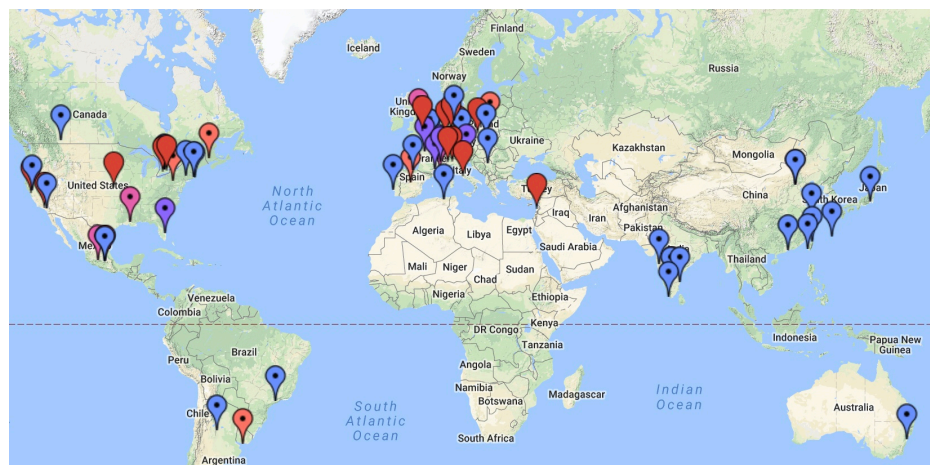 Iceland
Finland
Sweden
Norway
Russia
Canada
Ukraine
Kazakhstan
Mongolia
United States
Spain
Italy
North
Atlantic
Ocean
China
Japan
South Korea
Iraq
Iran
Afghanistan
Pakistan
Algeria
Libya
Egypt
Saudi Arabia
Mali
Niger
Chad
Sudan
Thailand
Nigeria
Ethiopia
Venezuela
Colombia
DR Congo
Kenya
Tanzania
Indonesia
Papua New
Guinea
Peru
Brazil
Angola
Bolivia
Namibia
Botswana
Madagascar
Indian
Ocean
Chile
South
Atlantic
Ocean
Australia
South Africa
Argentina